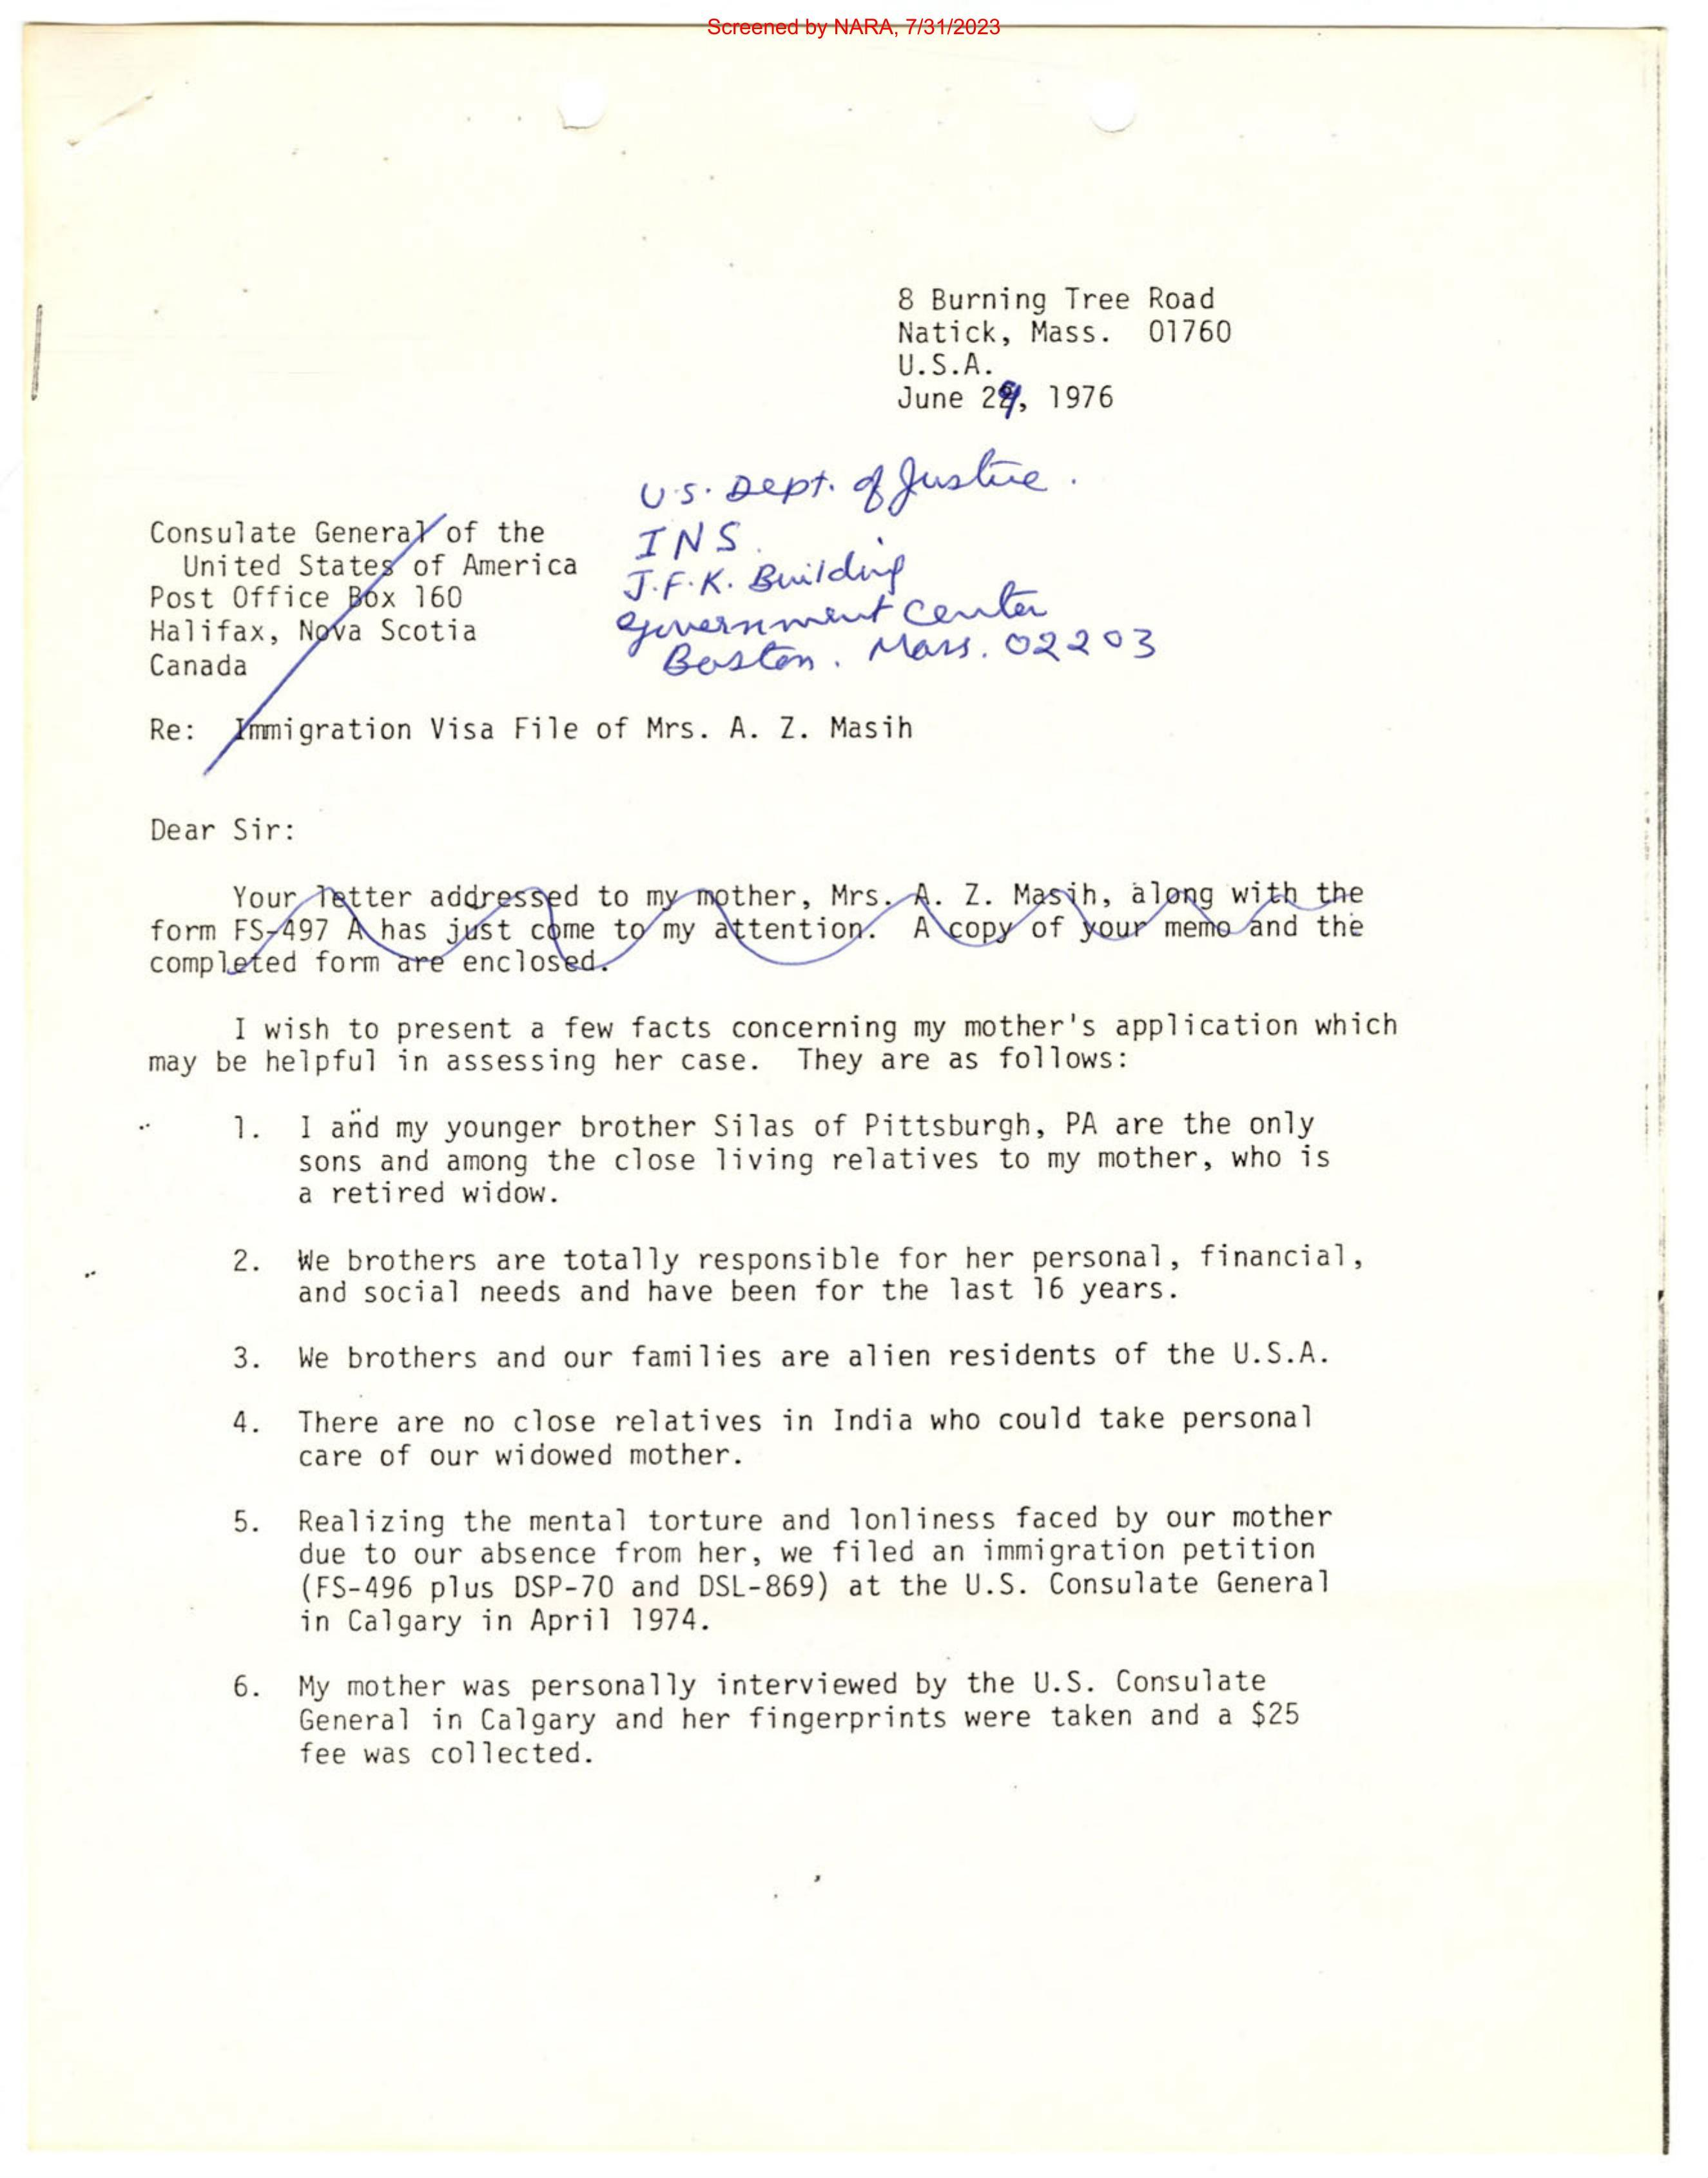 Screened by NARA, 7/31/2023
8 Burning Tree Road
Natick, Mass. 01760
U.S.A.
June 29, 1976
U.S. Dept. of Justice.
INS.
J.F.K. Building
Government Center
Boston. Mass. 02203
Consulate General of the
United States of America
Post Office Box 160
Halifax, Nova Scotia
Canada
Re: Immigration Visa File of Mrs. A. Z. Masih
Dear Sir:
Your letter addressed to my mother, Mrs. A. Z. Masih, along with the
form FS-497 A has just come to my attention. A copy of your memo and the
completed form are enclosed.
I wish to present a few facts concerning my mother's application which
may be helpful in assessing her case. They are as follows:
1. I and my younger brother Silas of Pittsburgh, PA are the only
sons and among the close living relatives to my mother, who is
a retired widow.
2. We brothers are totally responsible for her personal, financial,
and social needs and have been for the last 16 years.
3. We brothers and our families are alien residents of the U.S.A.
4. There are no close relatives in India who could take personal
care of our widowed mother.
5. Realizing the mental torture and lonliness faced by our mother
due to our absence from her, we filed an immigration petition
(FS-496 plus DSP-70 and DSL-869) at the U.S. Consulate General
in Calgary in April 1974.
6. My mother was personally interviewed by the U.S. Consulate
General in Calgary and her fingerprints were taken and a $25
fee was collected.